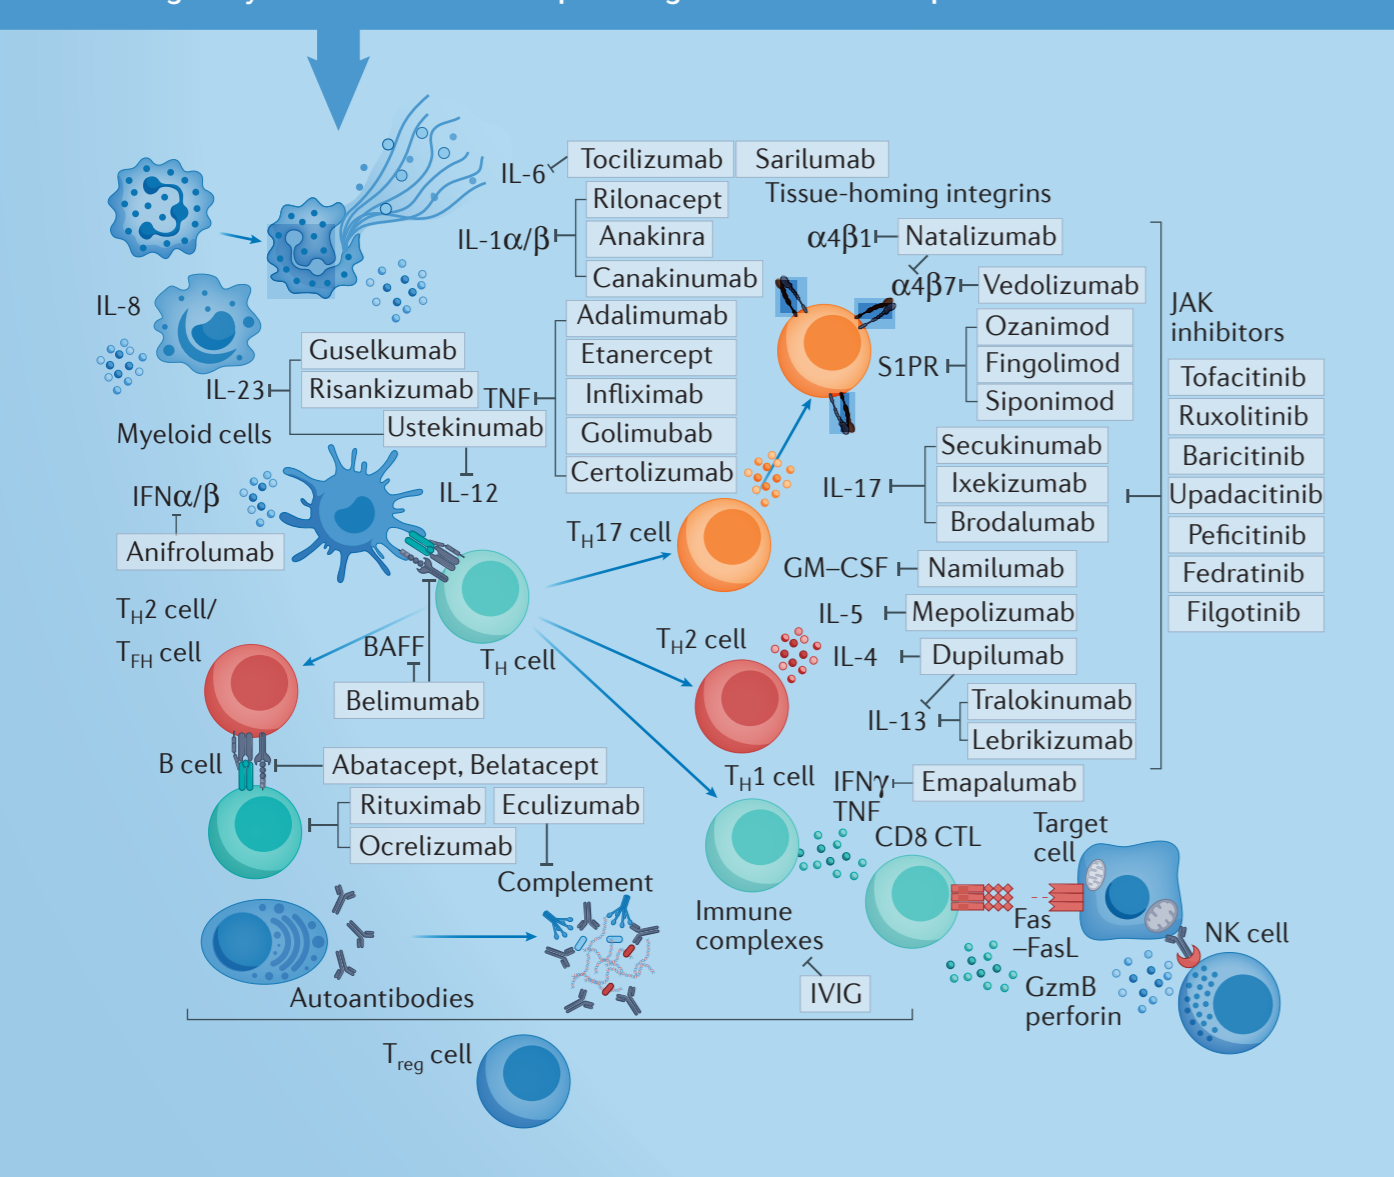 IL-6
Tocilizumab
Sarilumab
Rilonacept
Tissue-homing integrins
IL-1α/β
Anakinra
α4β1
Natalizumab
Canakinumab
α4β7
Vedolizumab
IL-8
Adalimumab
JAK
inhibitors
Ozanimod
Guselkumab
Etanercept
S1PR
Fingolimod
Tofacitinib
IL-23
Risankizumab
TNF
Infliximab
Siponimod
Ruxolitinib
Myeloid cells
Ustekinumab
Golimubab
Secukinumab
Baricitinib
Certolizumab
IL-17
Ixekizumab
Upadacitinib
IFNα/β
IL-12
Brodalumab
Peficitinib
Anifrolumab
TH17 cell
GM–CSF
Namilumab
Fedratinib
TH2 cell/
TFH cell
IL-5
Mepolizumab
Filgotinib
BAFF
TH cell
TH2 cell
IL-4
Dupilumab
Belimumab
IL-13
Tralokinumab
Lebrikizumab
B cell
Abatacept, Belatacept
TH1 cell
IFNγ
Emapalumab
TNF
Rituximab
Eculizumab
Ocrelizumab
CD8 CTL
Target
cell
Complement
Immune
complexes
Fas
–FasL
NK cell
Autoantibodies
IVIG
GzmB
perforin
Treg cell